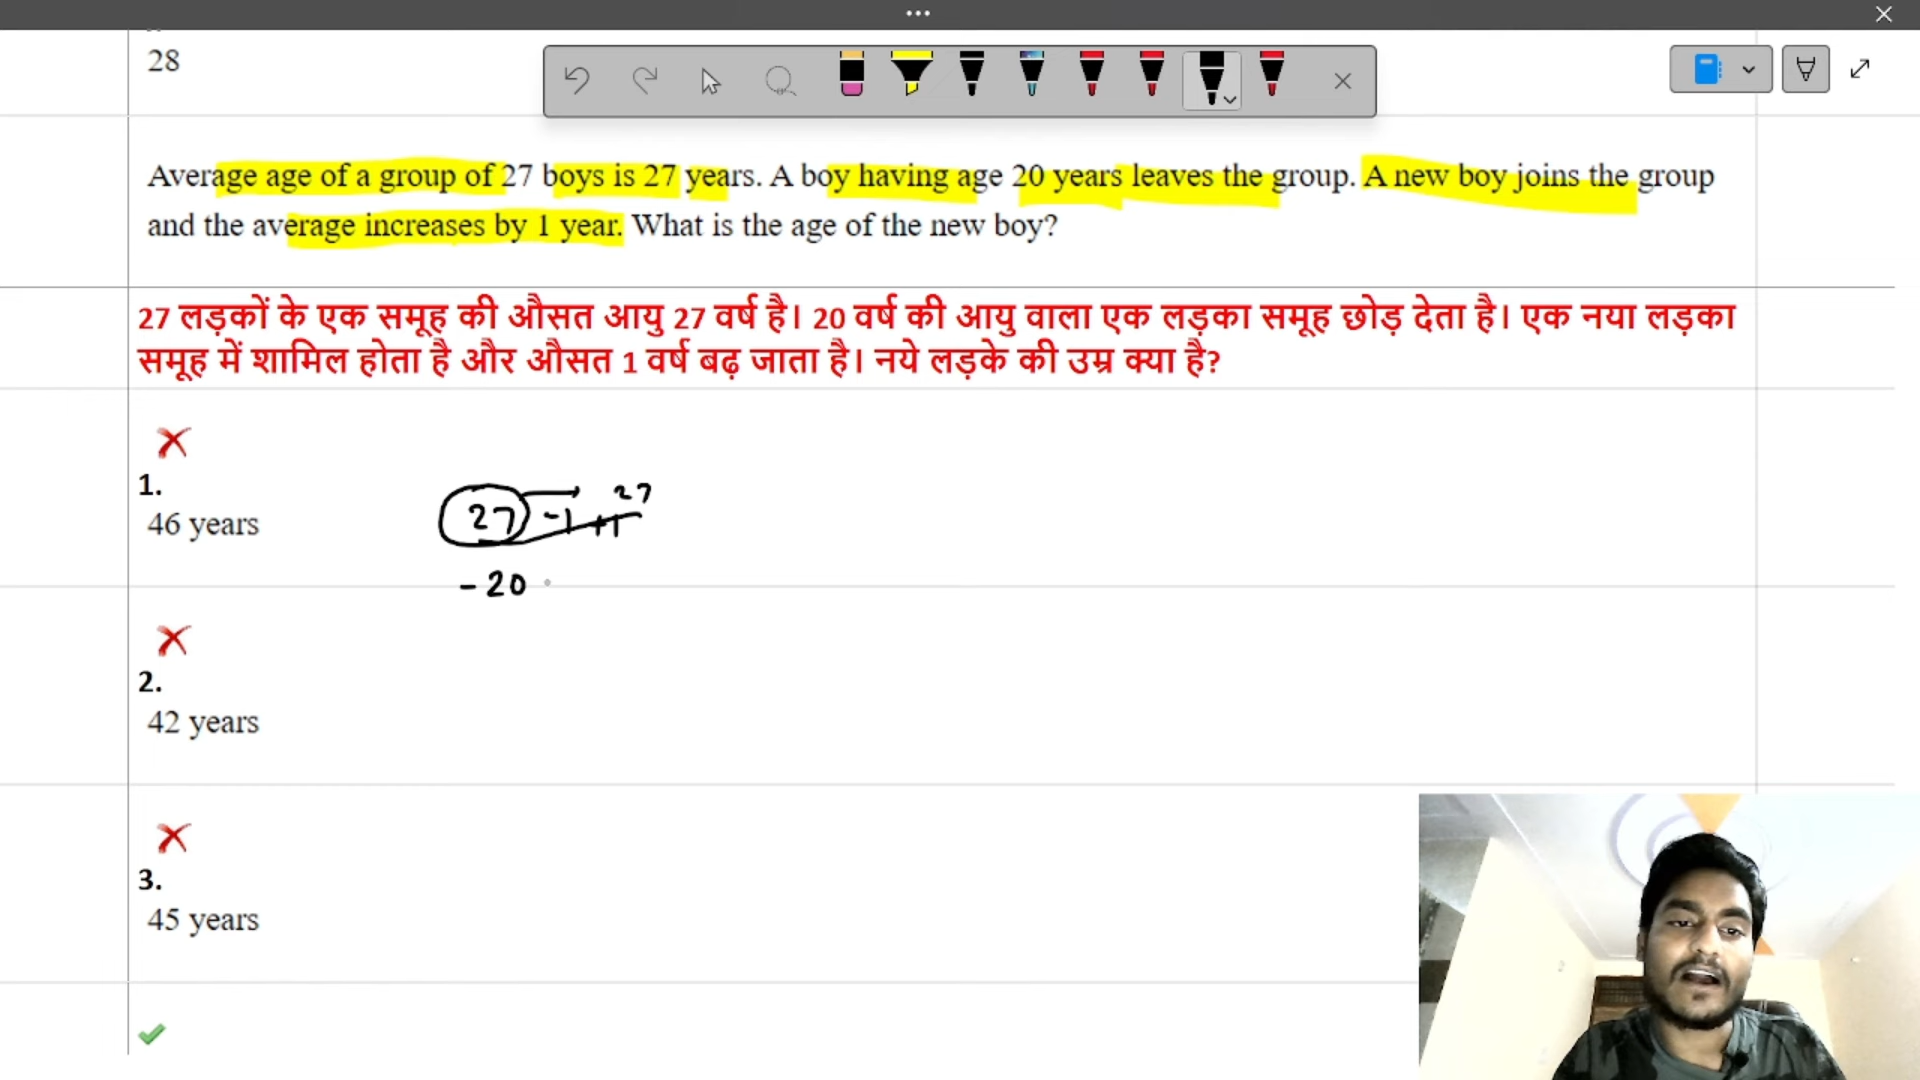 28
Average age of a group of 27 boys is 27 years. A boy having age 20 years leaves the group. A new boy joins the group
and the average increases by 1 year. What is the age of the new boy?
27 लड़कों के एक समूह की औसत आयु 27 वर्ष है। 20 वर्ष की आयु वाला एक लड़का समूह छोड़ देता है। एक नया लड़का
समूह में शामिल होता है और औसत 1 वर्ष बढ़ जाता है। नये लड़के की उम्र क्या है?
1.
46 years
27 -1 +1 27
-20
2.
42 years
3.
45 years